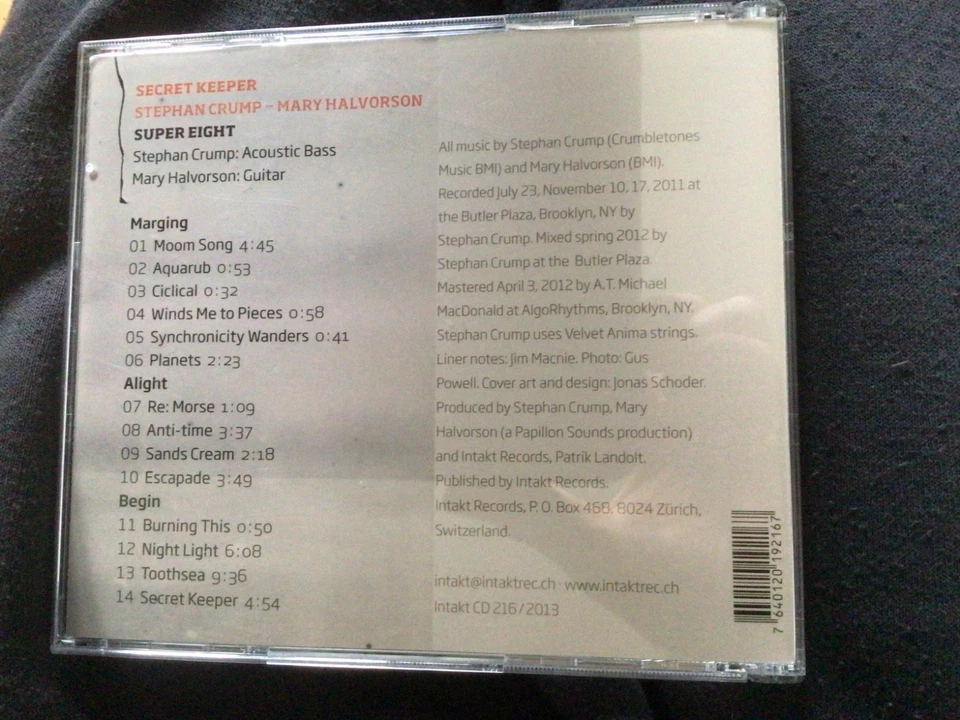 SECRET KEEPER
STEPHAN CRUMP – MARY HALVORSON
SUPER EIGHT
Stephan Crump: Acoustic Bass
Mary Halvorson: Guitar
Marging
01 Moom Song 4:45
02 Aquarub 0:53
03 Ciclical 0:32
04 Winds Me to Pieces 0:58
05 Synchronicity Wanders 0:41
06 Planets 2:23
Alight
07 Re: Morse 1:09
08 Anti-time 3:37
09 Sands Cream 2:18
10 Escapade 3:49
Begin
11 Burning This 0:50
12 Night Light 6:08
13 Toothsea 9:36
14 Secret Keeper 4:54
All music by Stephan Crump (Crumbletones
Music BMI) and Mary Halvorson (BMI).
Recorded July 23, November 10, 17, 2011 at
the Butler Plaza, Brooklyn, NY by
Stephan Crump. Mixed spring 2012 by
Stephan Crump at the Butler Plaza.
Mastered April 3, 2012 by A.T. Michael
MacDonald at AlgoRhythms, Brooklyn, NY.
Stephan Crump uses Velvet Anima strings.
Liner notes: Jim Macnie. Photo: Gus
Powell. Cover art and design: Jonas Schoder.
Produced by Stephan Crump, Mary
Halvorson (a Papillon Sounds production)
and Intakt Records, Patrik Landolt.
Published by Intakt Records.
Intakt Records, P. O. Box 468, 8024 Zürich,
Switzerland.
intakt@intaktrec.ch · www.intaktrec.ch
Intakt CD 216 / 2013
7 640120 192167